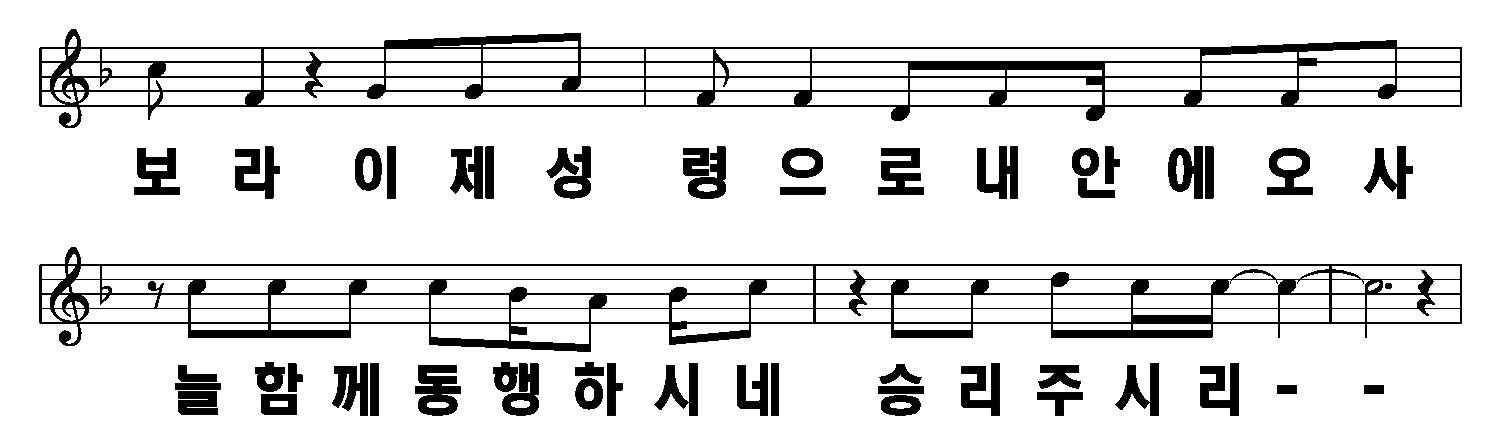 보 라 이 제 성 령 으 로 내 안 에 오 사
늘 함 께 동 행 하 시 네 승 리 주 시 리 - -